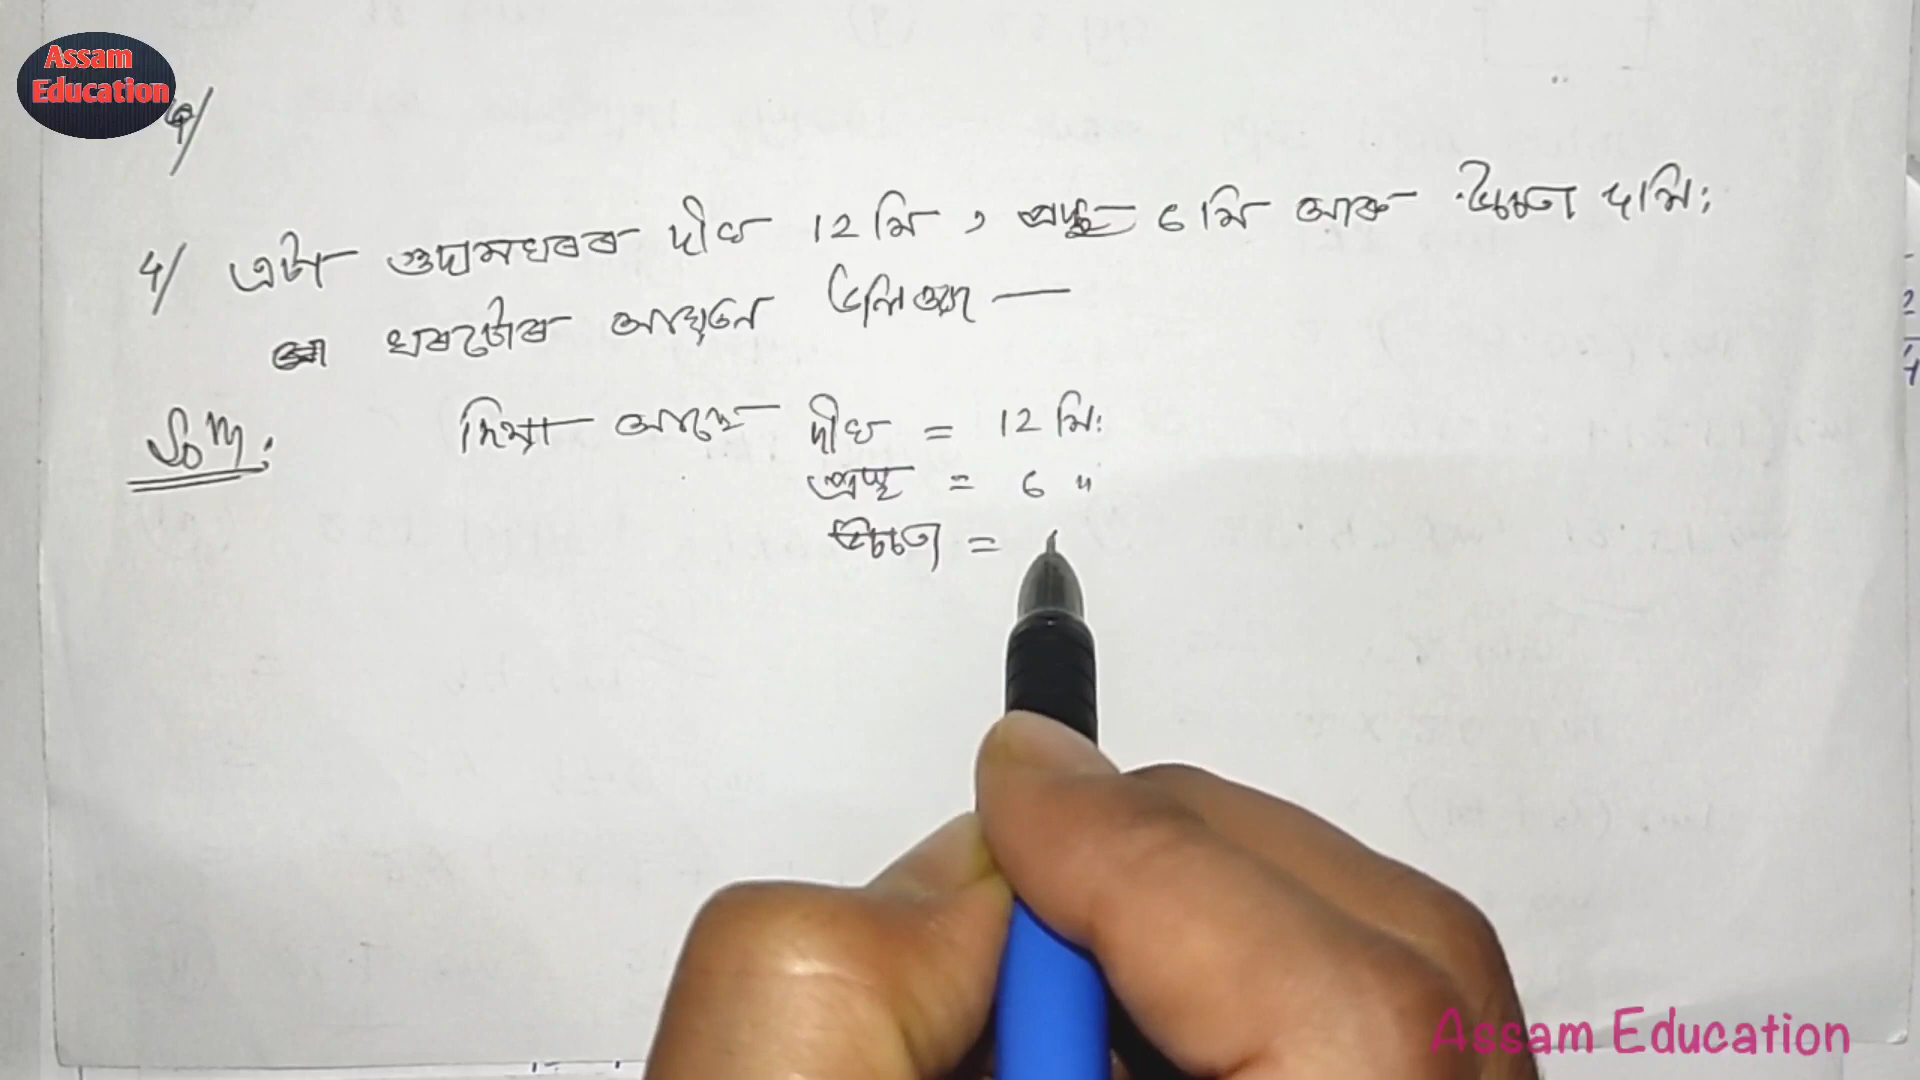 Assam
Education
4/ এটা গুদামঘৰৰ দীঘ 12 মি , প্ৰস্থ 6 মি আৰু উচ্চতা 4 মি:
ঘৰটোৰ আয়তন উলিওৱা —
Soln: দিয়া আছে দীঘ = 12 মি:
প্ৰস্থ = 6 "
উচ্চতা =
Assam Education